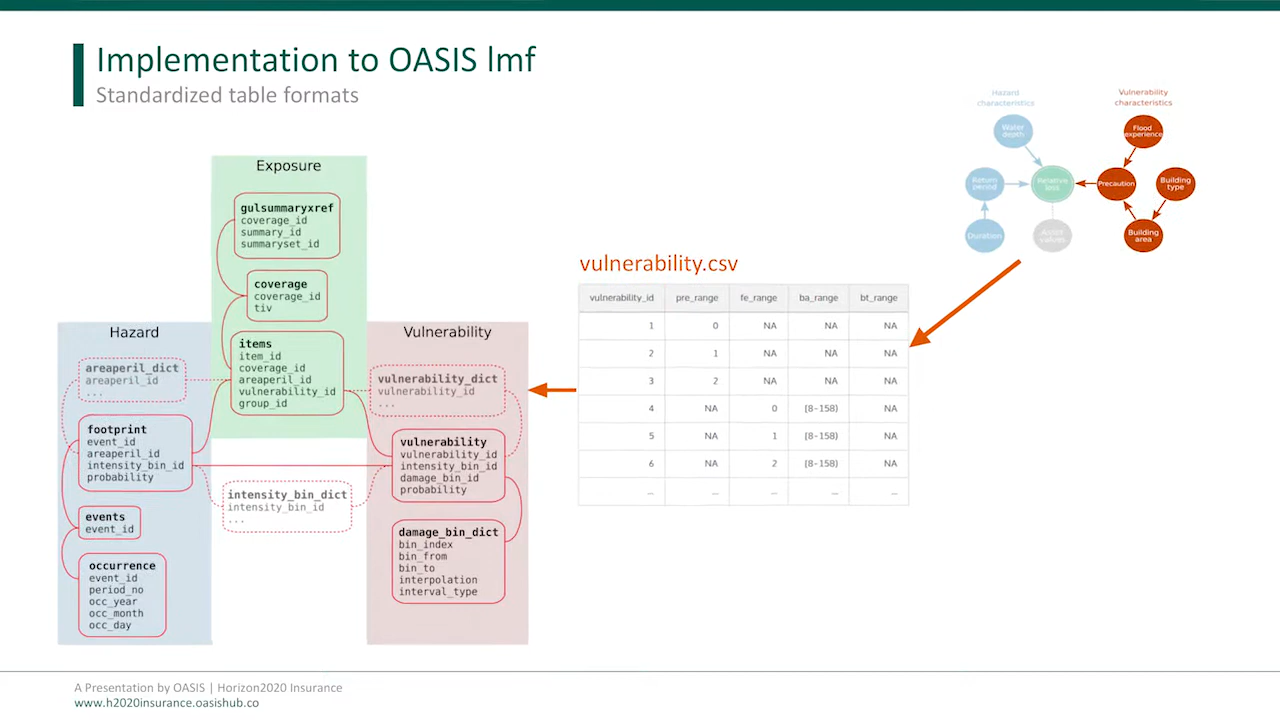 Implementation to OASIS lmf
Standardized table formats
Hazard
characteristics
Vulnerability
characteristics
Water
depth
Flood
experience
Return
period
Relative
loss
Precaution
Building
type
Duration
Asset
values
Building
area
Exposure
gulsummaryxref
coverage_id
summary_id
summaryset_id
coverage
coverage_id
tiv
items
item_id
coverage_id
areaperil_id
vulnerability_id
group_id
Hazard
areaperil_dict
areaperil_id
...
footprint
event_id
areaperil_id
intensity_bin_id
probability
events
event_id
occurrence
event_id
period_no
occ_year
occ_month
occ_day
intensity_bin_dict
intensity_bin_id
...
Vulnerability
vulnerability_dict
vulnerability_id
...
vulnerability
vulnerability_id
intensity_bin_id
damage_bin_id
probability
damage_bin_dict
bin_index
bin_from
bin_to
interpolation
interval_type
vulnerability.csv
vulnerability_id pre_range fe_range ba_range bt_range
1 0 NA NA NA
2 1 NA NA NA
3 2 NA NA NA
4 NA 0 [8-158) NA
5 NA 1 [8-158) NA
6 NA 2 [8-158) NA
... ... ... ... ...
A Presentation by OASIS | Horizon2020 Insurance
www.h2020insurance.oasishub.co